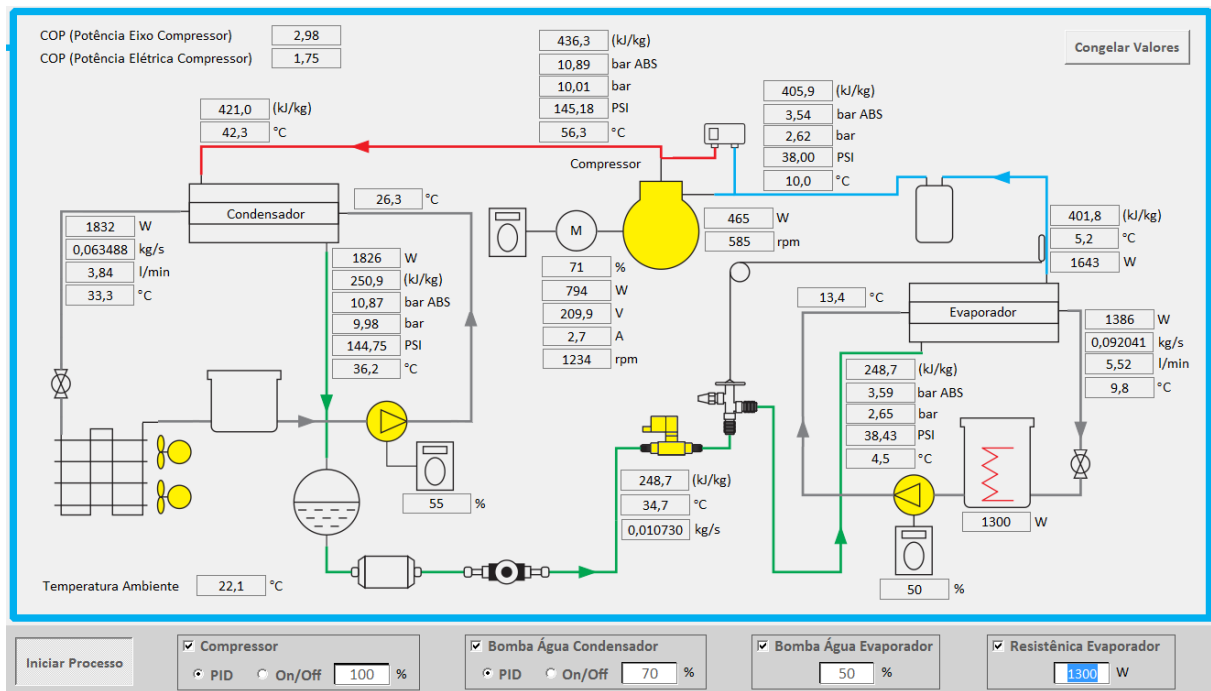 COP (Potência Eixo Compressor) 2,98
COP (Potência Elétrica Compressor) 1,75
Congelar Valores
436,3 (kJ/kg)
10,89 bar ABS
10,01 bar
145,18 PSI
56,3 °C
405,9 (kJ/kg)
3,54 bar ABS
2,62 bar
38,00 PSI
10,0 °C
421,0 (kJ/kg)
42,3 °C
Compressor
Condensador
26,3 °C
M
465 W
585 rpm
401,8 (kJ/kg)
5,2 °C
1643 W
1832 W
0,063488 kg/s
3,84 l/min
33,3 °C
1826 W
250,9 (kJ/kg)
10,87 bar ABS
9,98 bar
144,75 PSI
36,2 °C
71 %
794 W
209,9 V
2,7 A
1234 rpm
13,4 °C
Evaporador
1386 W
0,092041 kg/s
5,52 l/min
9,8 °C
248,7 (kJ/kg)
3,59 bar ABS
2,65 bar
38,43 PSI
4,5 °C
55 %
248,7 (kJ/kg)
34,7 °C
0,010730 kg/s
1300 W
50 %
Temperatura Ambiente 22,1 °C
Iniciar Processo
Compressor
PID On/Off 100 %
Bomba Água Condensador
PID On/Off 70 %
Bomba Água Evaporador
50 %
Resistênica Evaporador
1300 W